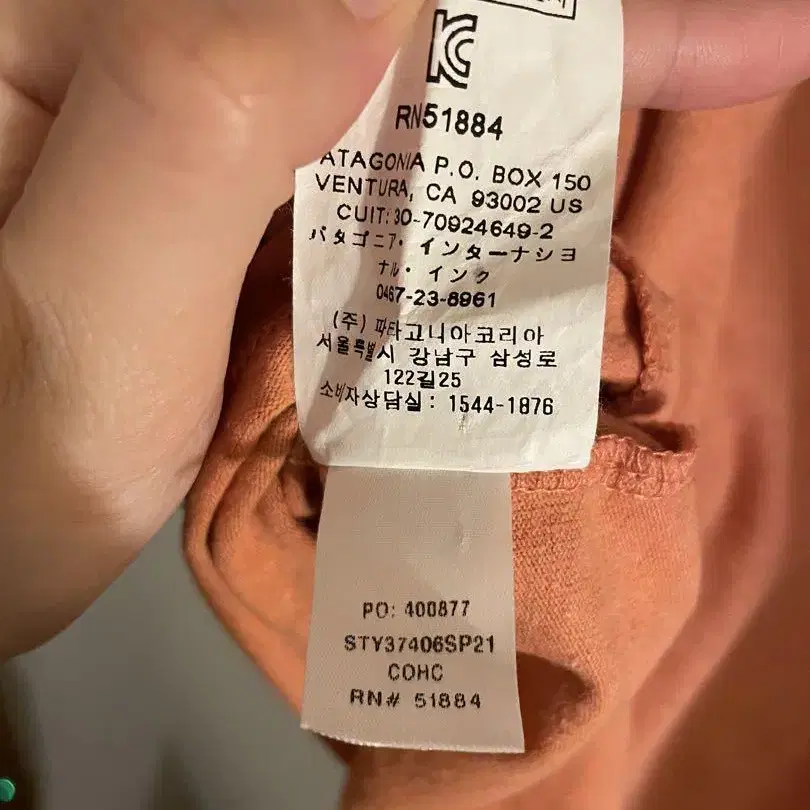 KC
RN51884
ATAGONIA P.O. BOX 150
VENTURA, CA 93002 US
CUIT: 30-70924649-2
パタゴニア・インターナショ
ナル・インク
0467-23-8961
(주) 파타고니아코리아
서울특별시 강남구 삼성로
122길25
소비자상담실: 1544-1876
PO: 400877
STY37406SP21
COHC
RN# 51884